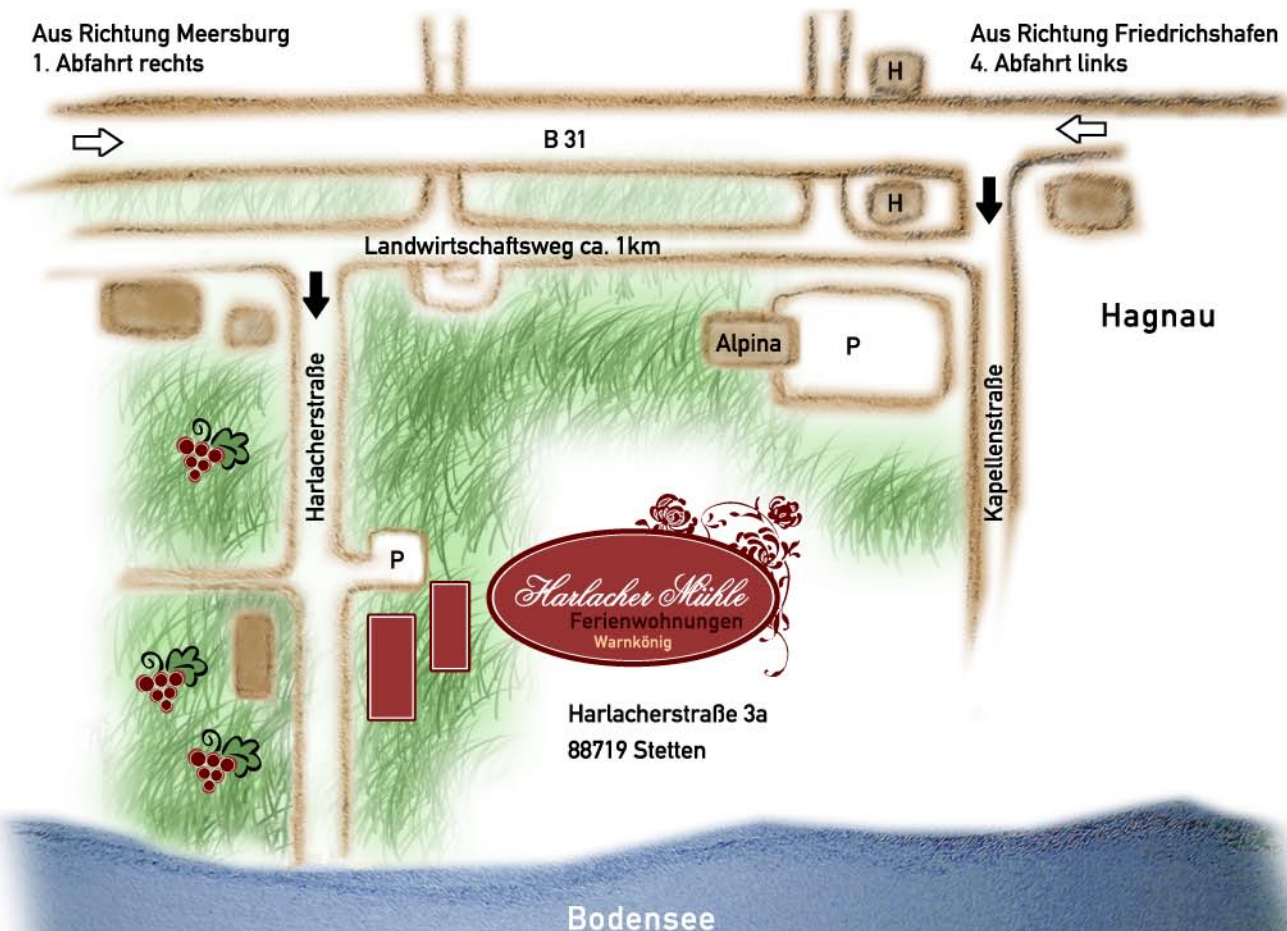 Aus Richtung Meersburg
1. Abfahrt rechts
Aus Richtung Friedrichshafen
4. Abfahrt links
H
B 31
H
Landwirtschaftsweg ca. 1km
Hagnau
Alpina
P
Harlacherstraße
Kapellenstraße
P
Harlacher Mühle
Ferienwohnungen
Warnkönig
Harlacherstraße 3a
88719 Stetten
Bodensee